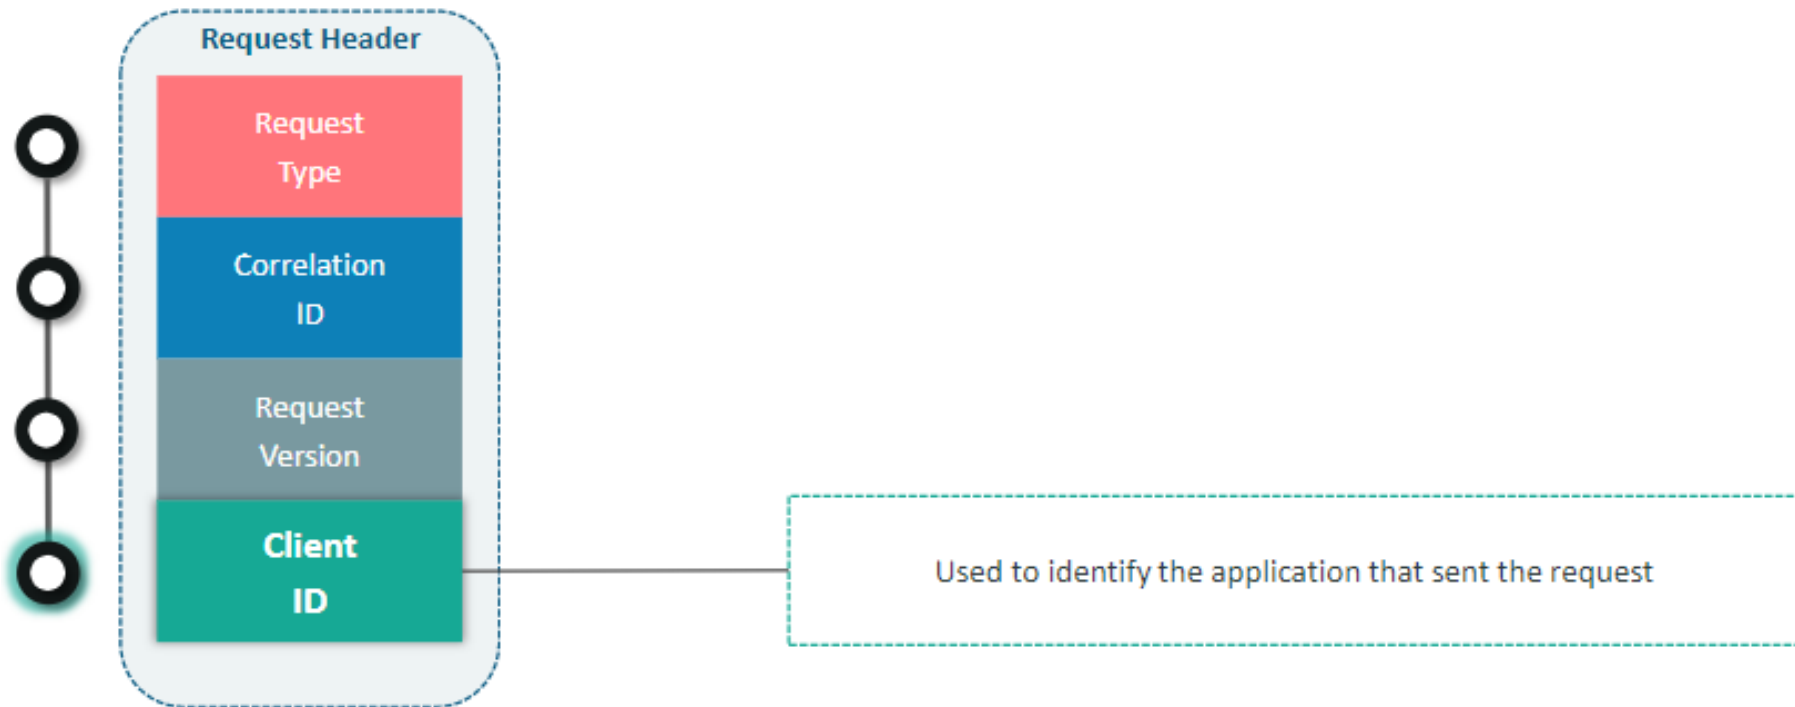 Request Header
Request
Type
Correlation
ID
Request
Version
Client
ID
Used to identify the application that sent the request